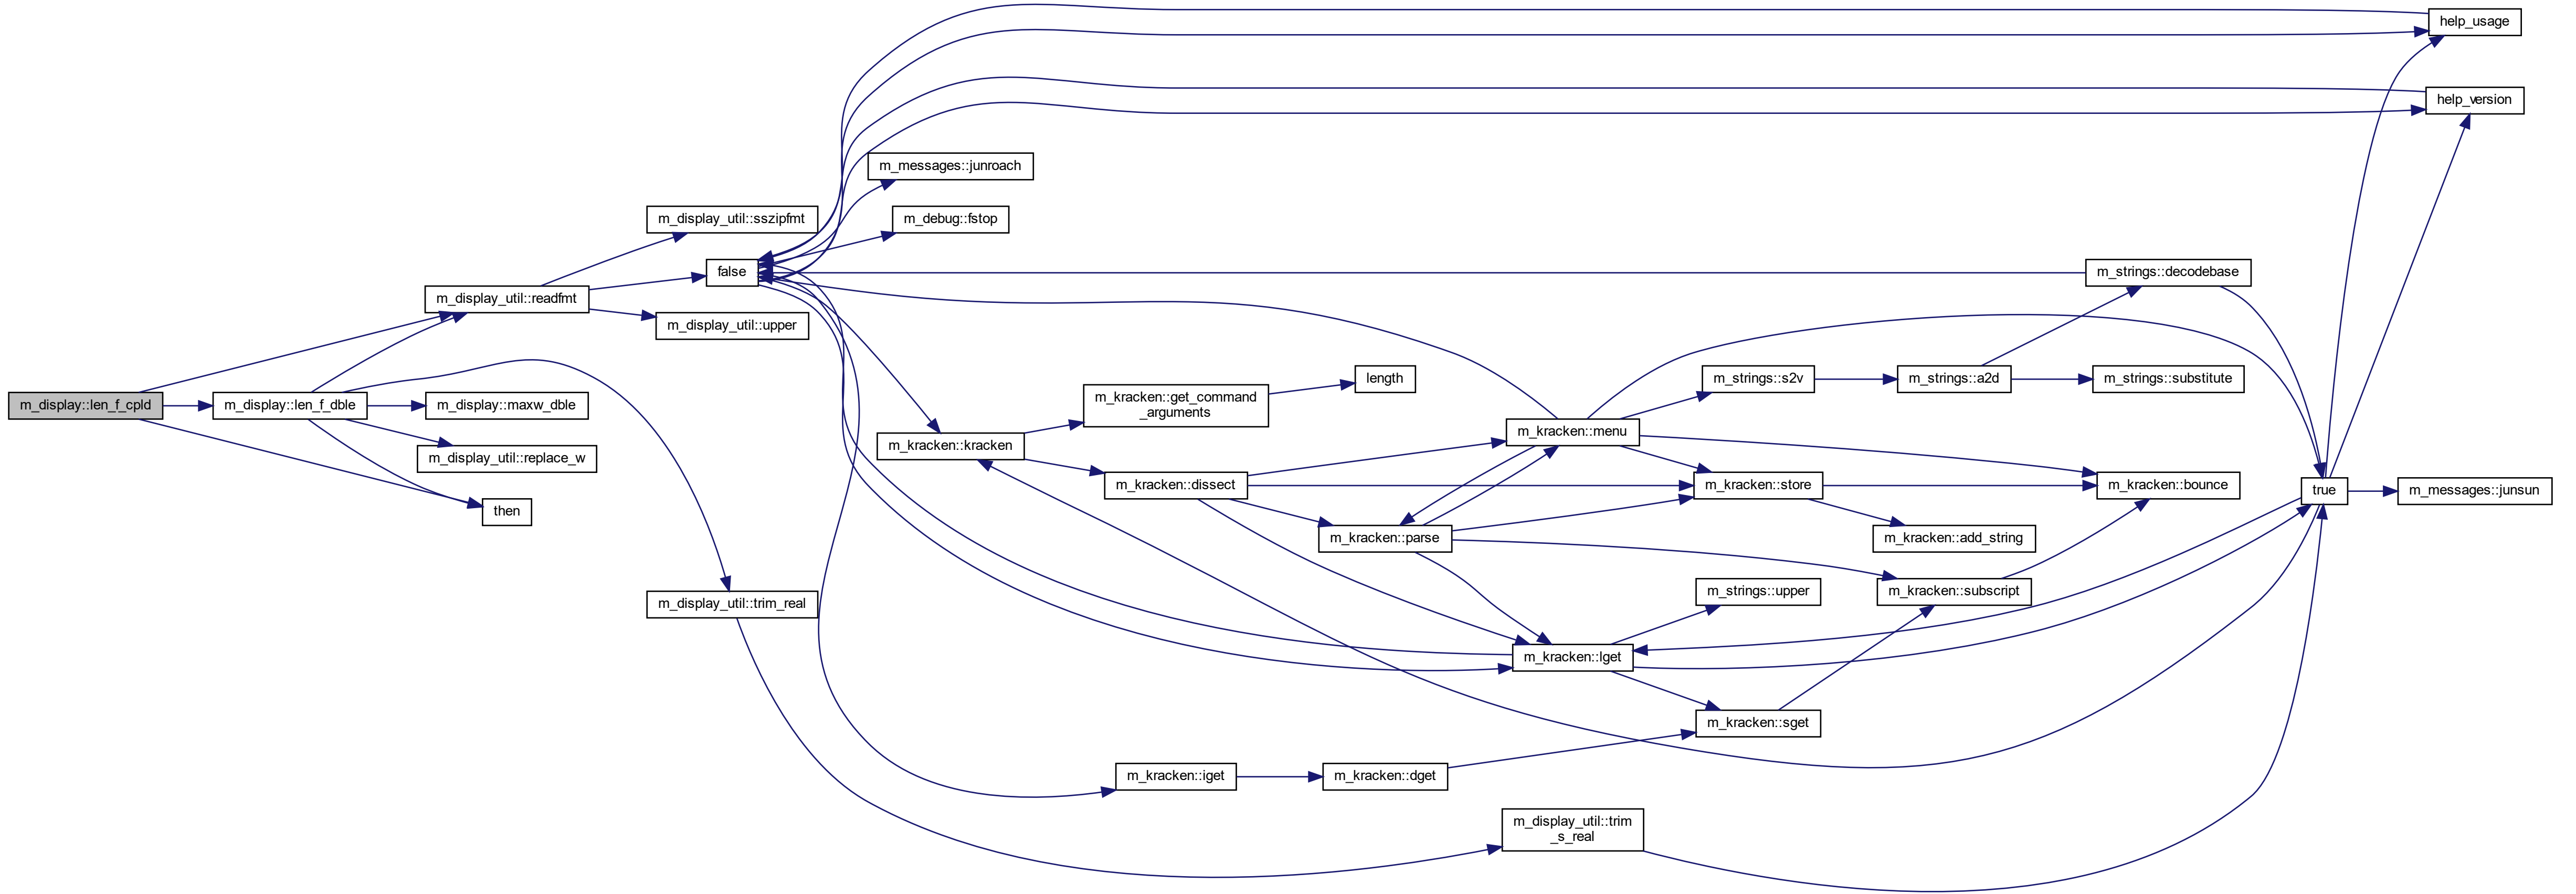 help_usage
help_version
m_messages::junroach
m_display_util::sszipfmt
m_debug::fstop
false
m_strings::decodebase
m_display_util::readfmt
m_display_util::upper
length
m_strings::s2v
m_strings::a2d
m_strings::substitute
m_display::len_f_cpld
m_display::len_f_dble
m_display::maxw_dble
m_kracken::get_command
_arguments
m_kracken::menu
m_kracken::kracken
m_display_util::replace_w
m_kracken::dissect
m_kracken::store
m_kracken::bounce
true
m_messages::junsun
then
m_kracken::parse
m_kracken::add_string
m_display_util::trim_real
m_strings::upper
m_kracken::subscript
m_kracken::lget
m_kracken::sget
m_kracken::iget
m_kracken::dget
m_display_util::trim
_s_real